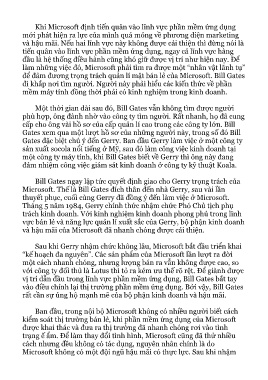 Khi Microsoft định tiến quân vào lĩnh vực phần mềm ứng dụng
mới phát hiện ra lực của mình quá mỏng về phương diện marketing
và hậu mãi. Nếu hai lĩnh vực này không được cải thiện thì đừng nói là
tiến quân vào lĩnh vực phần mềm ứng dụng, ngay cả lĩnh vực hàng
đầu là hệ thống điều hành cũng khó giữ được vị trí như hiện nay. Để
làm những việc đó, Microsoft phải tìm ra được một "nhân vật lãnh tụ"
để đảm đương trọng trách quản lí mặt bán lẻ của Microsoft. Bill Gates
đi khắp nơi tìm người. Người này phải hiểu các kiến thức về phần
mềm máy tính đồng thời phải có kinh nghiệm trong kinh doanh.
Một thời gian dài sau đó, Bill Gates vẫn không tìm được người
phù hợp, ông đành nhờ vào công ty tìm người. Rất nhanh, họ đã cung
cấp cho ông vài hồ sơ của cấp quản lí cao trong các công ty lớn. Bill
Gates xem qua một lượt hồ sơ của những người này, trong số đó Bill
Gates đặc biệt chú ý đến Gerry. Ban đầu Gerry làm việc ở một công ty
sản xuất socola nổi tiếng ở Mỹ, sau đó làm công việc kinh doanh tại
một công ty máy tính, khi Bill Gates biết về Gerry thì ông này đang
đảm nhiệm công việc giám sát kinh doanh ở công ty kỹ thuật Koala.
Bill Gates ngay lập tức quyết định giao cho Gerry trọng trách của
Microsoft. Thế là Bill Gates đích thân đến nhà Gerry, sau vài lần
thuyết phục, cuối cùng Gerry đã đồng ý đến làm việc ở Microsoft.
Tháng 5 năm 1984, Gerry chính thức nhậm chức Phó Chủ tịch phụ
trách kinh doanh. Với kinh nghiệm kinh doanh phong phú trong lĩnh
vực bán lẻ và năng lực quản lí xuất sắc của Gerry, bộ phận kinh doanh
và hậu mãi của Microsoft đã nhanh chóng được cải thiện.
Sau khi Gerry nhậm chức không lâu, Microsoft bắt đầu triển khai
"kế hoạch dã nguyên". Các sản phẩm của Microsoft lần lượt ra đời
một cách nhanh chóng, nhưng lượng bán ra vẫn không được cao, so
với công ty đối thủ là Lotus thì tỏ ra kém ưu thế rõ rệt. Để giành được
vị trí dẫn đầu trong lĩnh vực phần mềm ứng dụng, Bill Gates bắt tay
vào điều chỉnh lại thị trường phần mềm ứng dụng. Bởi vậy, Bill Gates
rất cần sự ủng hộ mạnh mẽ của bộ phận kinh doanh và hậu mãi.
Ban đầu, trong nội bộ Microsoft không có nhiều người biết cách
kiểm soát thị trường bán lẻ, khi phần mềm ứng dụng của Microsoft
được khai thác và đưa ra thị trường đã nhanh chóng rơi vào tình
trạng ế ẩm. Để làm thay đổi tình hình, Microsoft cũng đã thử nhiều
cách nhưng đều không có tác dụng, nguyên nhân chính là do
Microsoft không có một đội ngũ hậu mãi có thực lực. Sau khi nhậm